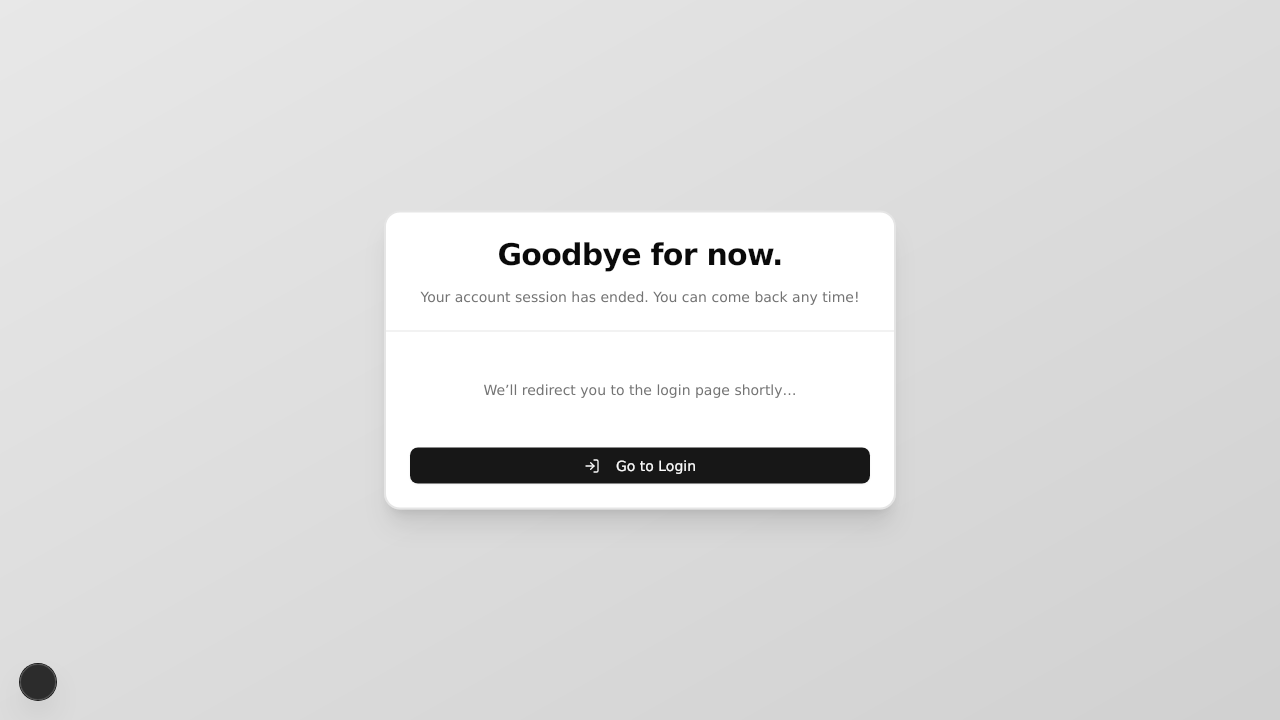 Goodbye for now.
Your account session has ended. You can come back any time!
We’ll redirect you to the login page shortly…
Go to Login